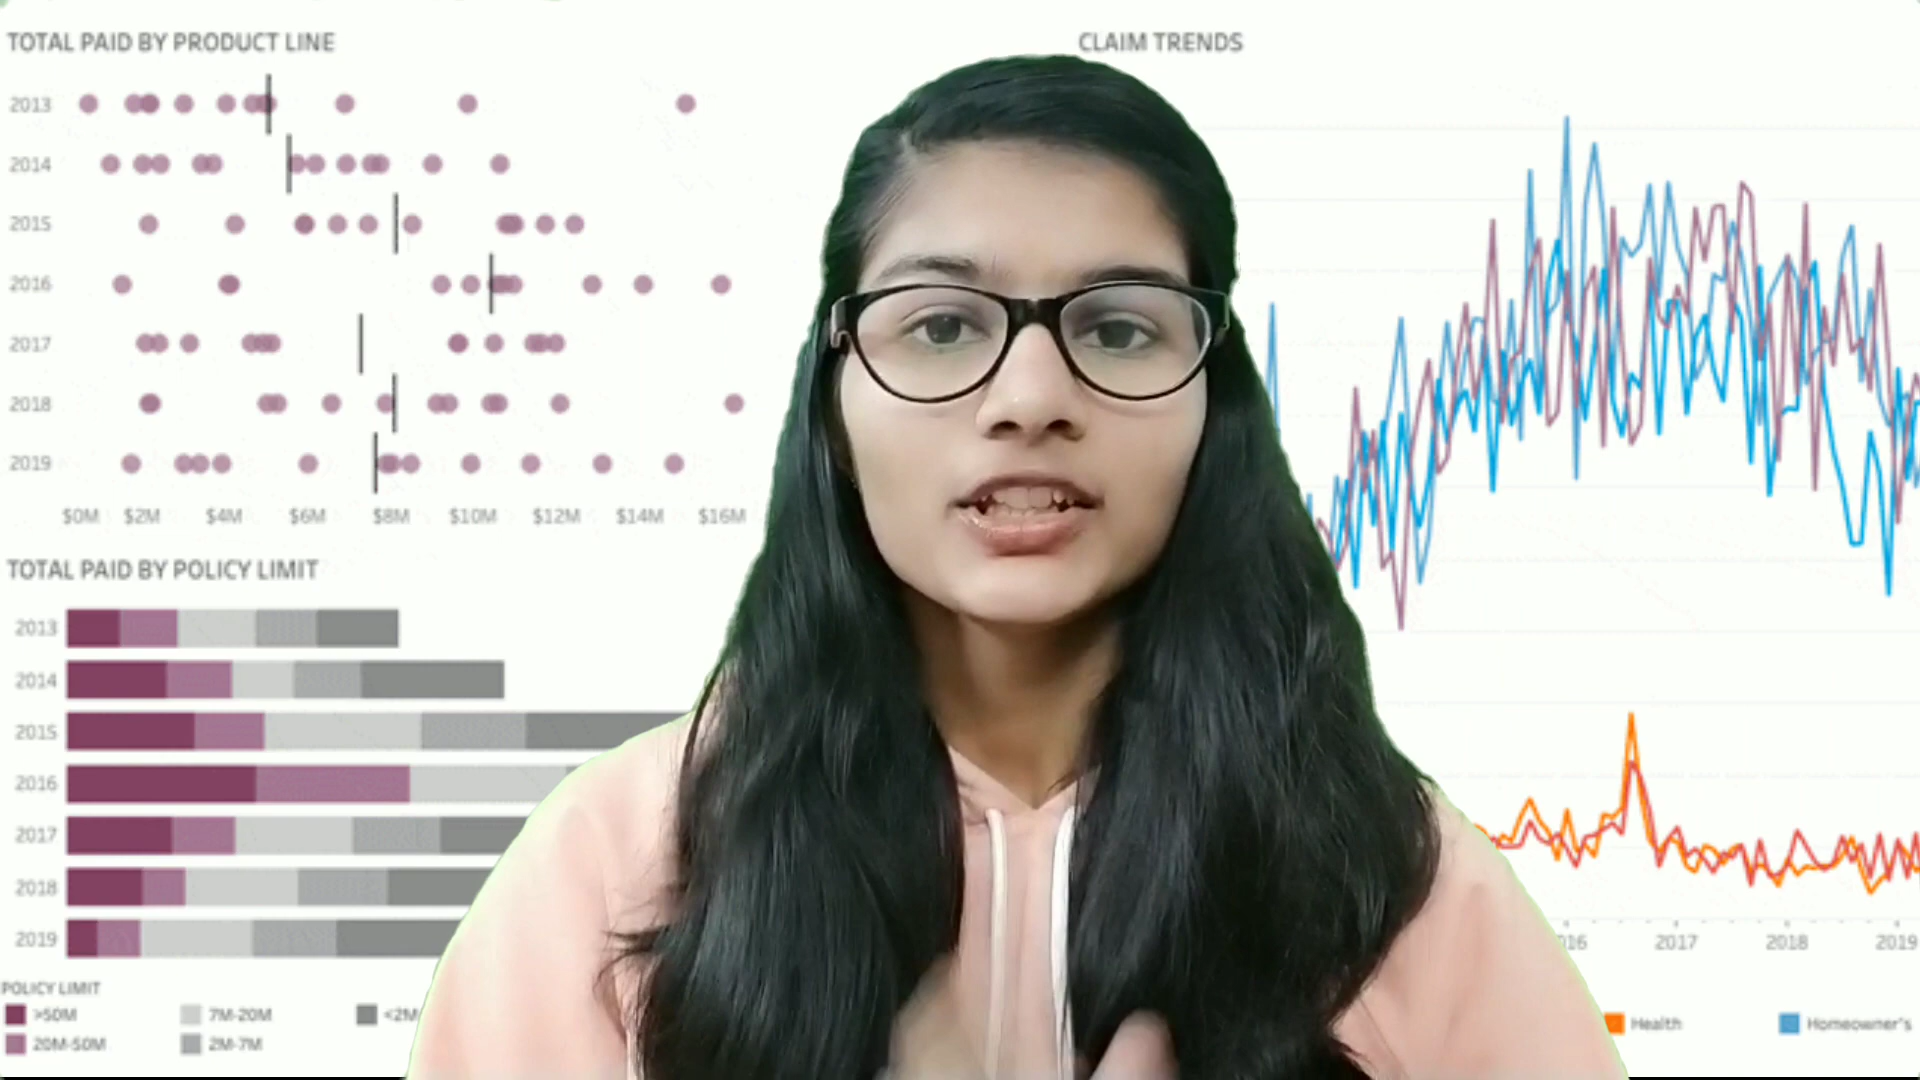 TOTAL PAID BY PRODUCT LINE
2013
2014
2015
2016
2017
2018
2019
$0M $2M $4M $6M $8M $10M $12M $14M $16M
TOTAL PAID BY POLICY LIMIT
2013
2014
2015
2016
2017
2018
2019
POLICY LIMIT
>50M 7M-20M <2M
20M-50M 2M-7M
CLAIM TRENDS
2017 2018 2019
Health Homeowner's